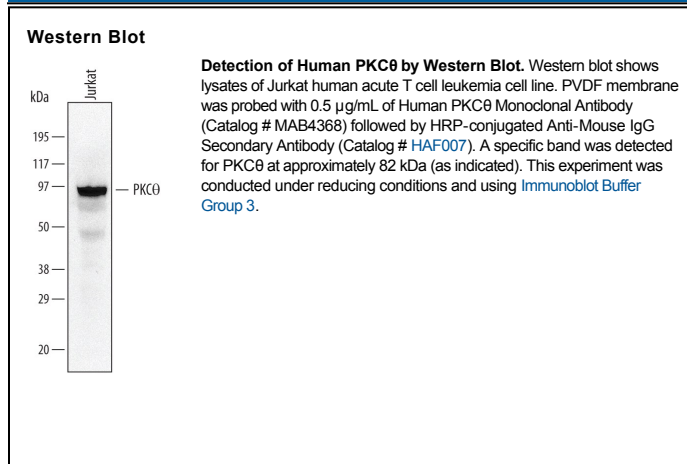 Western Blot
Jurkat
kDa
195
117
97
PKCθ
50
38
29
20
Detection of Human PKCθ by Western Blot. Western blot shows
lysates of Jurkat human acute T cell leukemia cell line. PVDF membrane
was probed with 0.5 µg/mL of Human PKCθ Monoclonal Antibody
(Catalog # MAB4368) followed by HRP-conjugated Anti-Mouse IgG
Secondary Antibody (Catalog # HAF007). A specific band was detected
for PKCθ at approximately 82 kDa (as indicated). This experiment was
conducted under reducing conditions and using Immunoblot Buffer
Group 3.